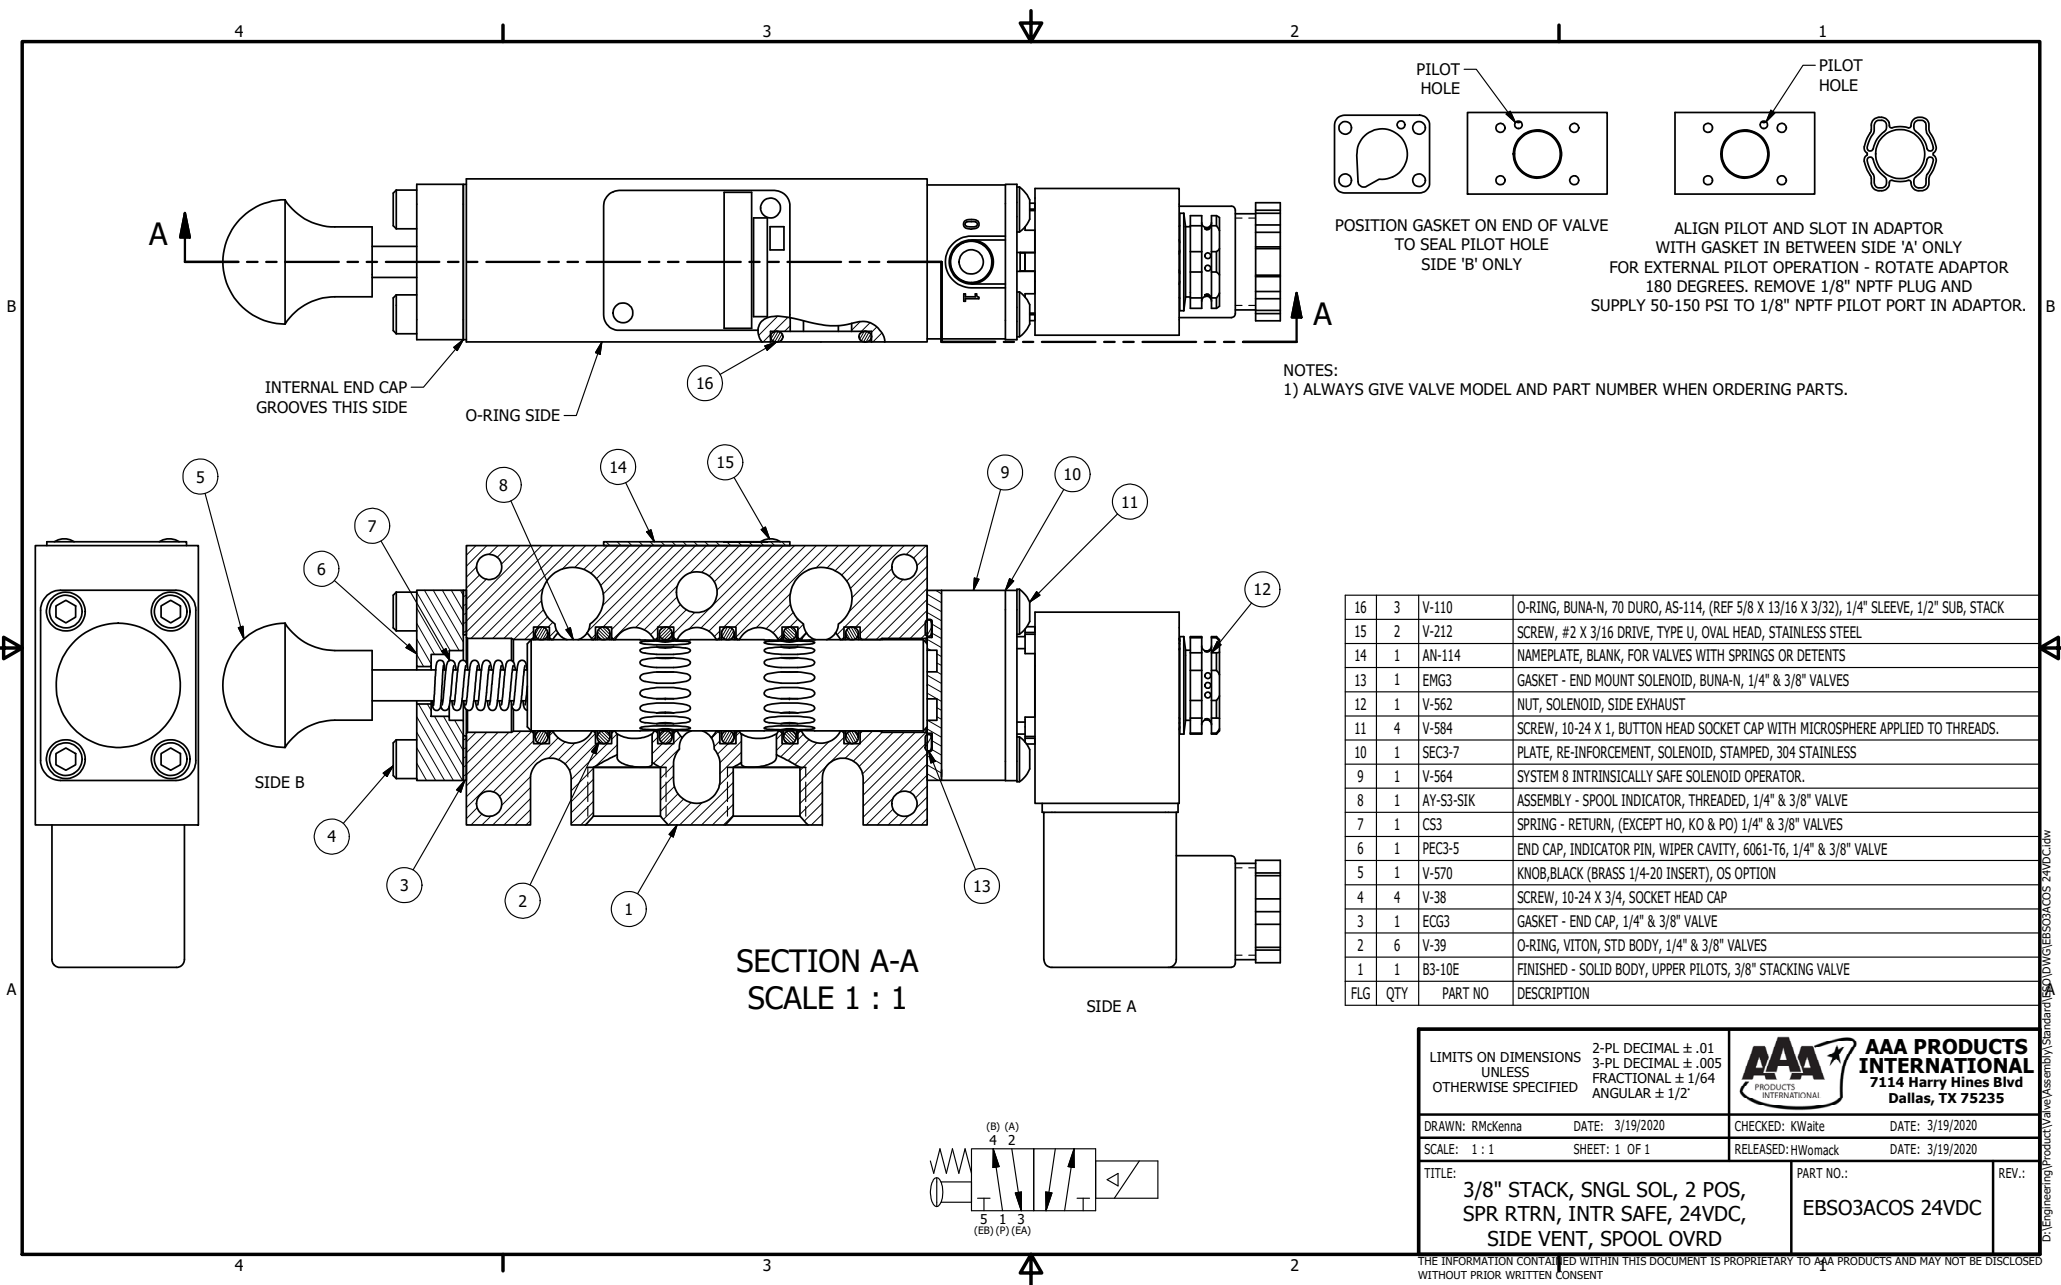 4 3 2 1
PILOT
HOLE
PILOT
HOLE
POSITION GASKET ON END OF VALVE
TO SEAL PILOT HOLE
SIDE 'B' ONLY
ALIGN PILOT AND SLOT IN ADAPTOR
WITH GASKET IN BETWEEN SIDE 'A' ONLY
FOR EXTERNAL PILOT OPERATION - ROTATE ADAPTOR
180 DEGREES. REMOVE 1/8" NPTF PLUG AND
SUPPLY 50-150 PSI TO 1/8" NPTF PILOT PORT IN ADAPTOR.
A
0
1
A
B
B
16
INTERNAL END CAP
GROOVES THIS SIDE
O-RING SIDE
NOTES:
1) ALWAYS GIVE VALVE MODEL AND PART NUMBER WHEN ORDERING PARTS.
5
7
6
8
14
15
9
10
11
12
SIDE B
4
3
2
1
13
SECTION A-A
SCALE 1 : 1
SIDE A
16 3 V-110 O-RING, BUNA-N, 70 DURO, AS-114, (REF 5/8 X 13/16 X 3/32), 1/4" SLEEVE, 1/2" SUB, STACK
15 2 V-212 SCREW, #2 X 3/16 DRIVE, TYPE U, OVAL HEAD, STAINLESS STEEL
14 1 AN-114 NAMEPLATE, BLANK, FOR VALVES WITH SPRINGS OR DETENTS
13 1 EMG3 GASKET - END MOUNT SOLENOID, BUNA-N, 1/4" & 3/8" VALVES
12 1 V-562 NUT, SOLENOID, SIDE EXHAUST
11 4 V-584 SCREW, 10-24 X 1, BUTTON HEAD SOCKET CAP WITH MICROSPHERE APPLIED TO THREADS.
10 1 SEC3-7 PLATE, RE-INFORCEMENT, SOLENOID, STAMPED, 304 STAINLESS
9 1 V-564 SYSTEM 8 INTRINSICALLY SAFE SOLENOID OPERATOR.
8 1 AY-S3-SIK ASSEMBLY - SPOOL INDICATOR, THREADED, 1/4" & 3/8" VALVE
7 1 CS3 SPRING - RETURN, (EXCEPT HO, KO & PO) 1/4" & 3/8" VALVES
6 1 PEC3-5 END CAP, INDICATOR PIN, WIPER CAVITY, 6061-T6, 1/4" & 3/8" VALVE
5 1 V-570 KNOB,BLACK (BRASS 1/4-20 INSERT), OS OPTION
4 4 V-38 SCREW, 10-24 X 3/4, SOCKET HEAD CAP
3 1 ECG3 GASKET - END CAP, 1/4" & 3/8" VALVE
2 6 V-39 O-RING, VITON, STD BODY, 1/4" & 3/8" VALVES
1 1 B3-10E FINISHED - SOLID BODY, UPPER PILOTS, 3/8" STACKING VALVE
FLG QTY PART NO DESCRIPTION
A
A
D:\Engineering\Product\Valve\Assembly\Standard\ESO\DWG\EBSO3ACOS 24VDC.idw
(B) (A)
4 2
5 1 3
(EB) (P) (EA)
LIMITS ON DIMENSIONS
UNLESS
OTHERWISE SPECIFIED
2-PL DECIMAL ± .01
3-PL DECIMAL ± .005
FRACTIONAL ± 1/64
ANGULAR ± 1/2°
AAA
PRODUCTS
INTERNATIONAL
AAA PRODUCTS
INTERNATIONAL
7114 Harry Hines Blvd
Dallas, TX 75235
DRAWN: RMcKenna DATE: 3/19/2020 CHECKED: KWaite DATE: 3/19/2020
SCALE: 1 : 1 SHEET: 1 OF 1 RELEASED: HWomack DATE: 3/19/2020
TITLE:
3/8" STACK, SNGL SOL, 2 POS,
SPR RTRN, INTR SAFE, 24VDC,
SIDE VENT, SPOOL OVRD
PART NO.:
EBSO3ACOS 24VDC
REV.:
4 3 2 1
THE INFORMATION CONTAINED WITHIN THIS DOCUMENT IS PROPRIETARY TO AAA PRODUCTS AND MAY NOT BE DISCLOSED
WITHOUT PRIOR WRITTEN CONSENT